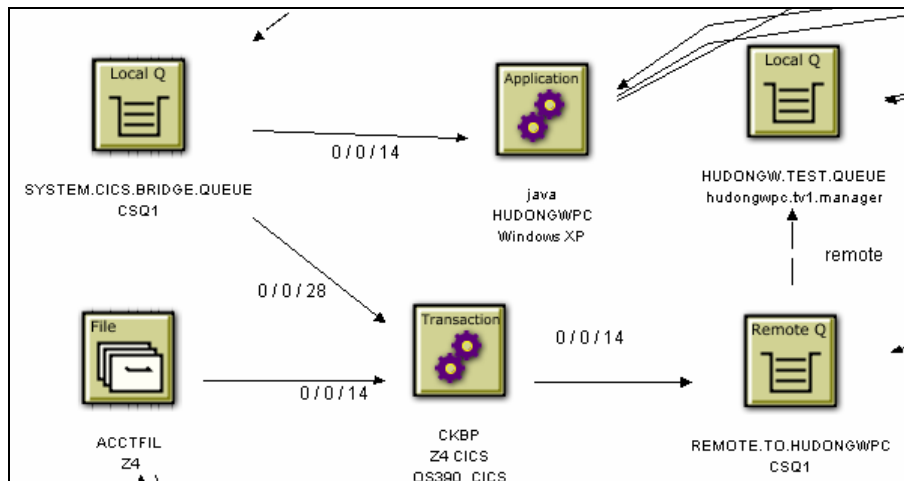 Local Q
Application
Local Q
0/0/14
SYSTEM.CICS.BRIDGE.QUEUE
CSQ1
java
HUDONGWPC
Windows XP
HUDONGW.TEST.QUEUE
hudongwpc.tv1.manager
remote
0/0/28
File
Transaction
0/0/14
Remote Q
0/0/14
ACCTFIL
Z4
CKBP
Z4 CICS
OS390_CICS
REMOTE.TO.HUDONGWPC
CSQ1